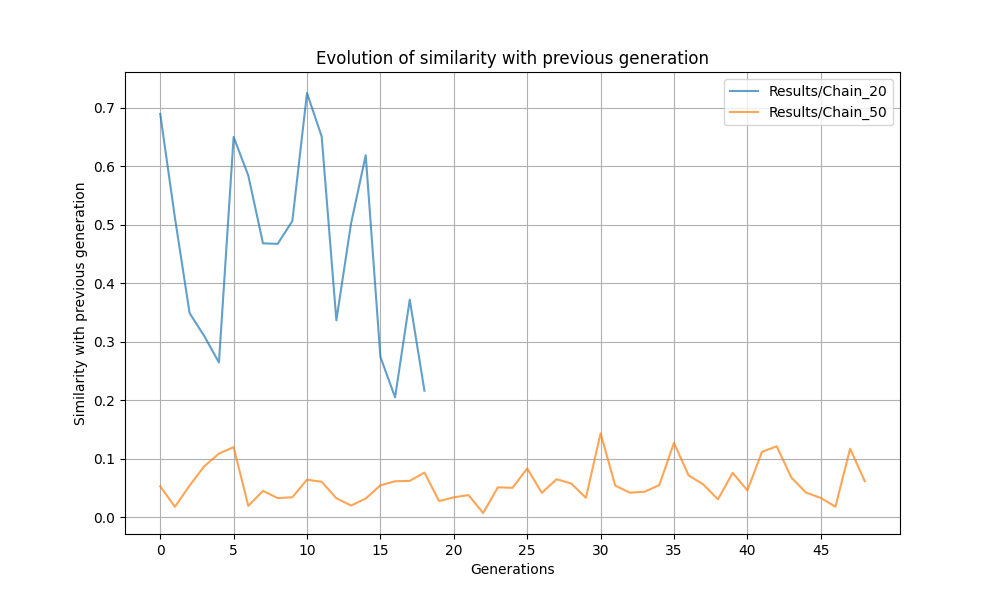 Evolution of similarity with previous generation
Results/Chain_20
Results/Chain_50
Similarity with previous generation
0.7
0.6
0.5
0.4
0.3
0.2
0.1
0.0
0 5 10 15 20 25 30 35 40 45
Generations